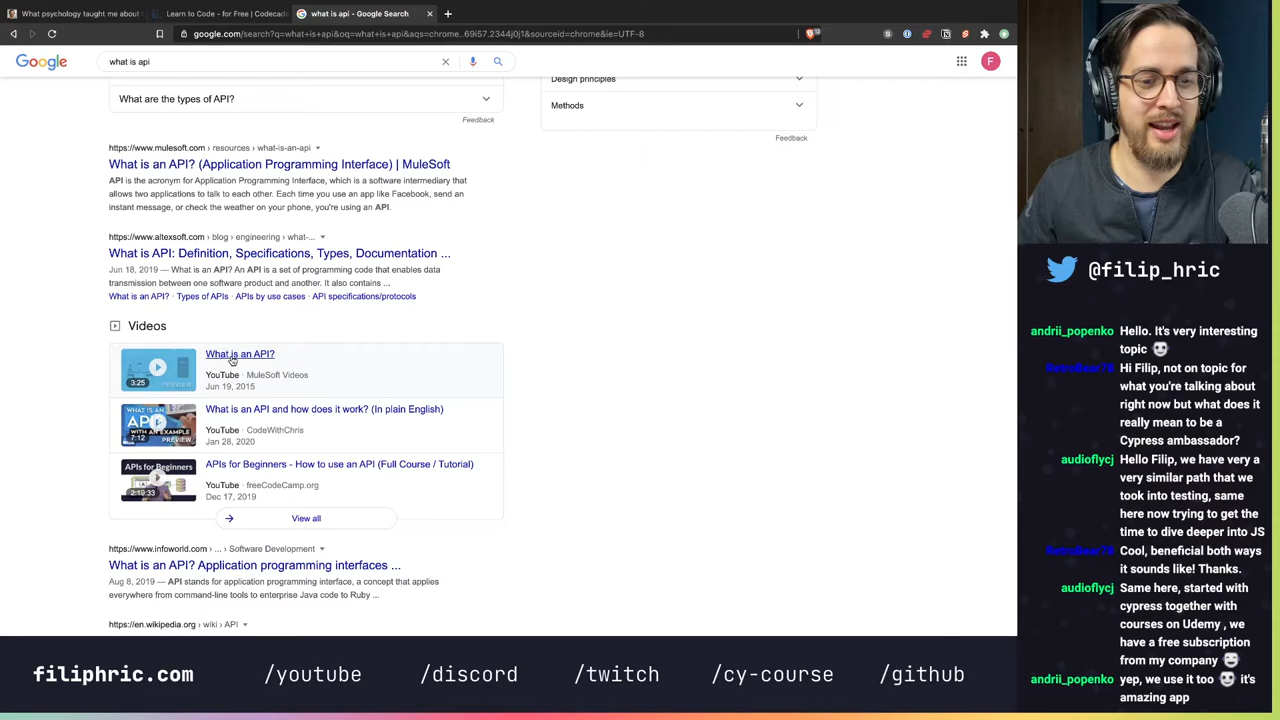 What psychology taught me about
Learn to Code - for Free | Codecad
what is api - Google Search
google.com/search?q=what+is+api&oq=what+is+api&aqs=chrome..69i57.2344j0j1&sourceid=chrome&ie=UTF-8
Google
what is api
F
What are the types of API?
Feedback
Design principles
Methods
Feedback
https://www.mulesoft.com › resources › what-is-an-api
What is an API? (Application Programming Interface) | MuleSoft
API is the acronym for Application Programming Interface, which is a software intermediary that
allows two applications to talk to each other. Each time you use an app like Facebook, send an
instant message, or check the weather on your phone, you're using an API.
https://www.altexsoft.com › blog › engineering › what-...
What is API: Definition, Specifications, Types, Documentation ...
Jun 18, 2019 — What is an API? An API is a set of programming code that enables data
transmission between one software product and another. It also contains ...
What is an API? · Types of APIs · APIs by use cases · API specifications/protocols
Videos
What is an API?
3:25
PREVIEW
YouTube · MuleSoft Videos
Jun 19, 2015
What is an API and how does it work? (In plain English)
WHAT IS AN
API
WITH AN EXAMPLE
PREVIEW
7:12
YouTube · CodeWithChris
Jan 28, 2020
APIs for Beginners - How to use an API (Full Course / Tutorial)
APIs for Beginners
2:19:33
YouTube · freeCodeCamp.org
Dec 17, 2019
View all
https://www.infoworld.com › ... › Software Development
What is an API? Application programming interfaces ...
Aug 8, 2019 — API stands for application programming interface, a concept that applies
everywhere from command-line tools to enterprise Java code to Ruby ...
https://en.wikipedia.org › wiki › API
@filip_hric
andrii_popenko Hello. It's very interesting
topic
RetroBear78 Hi Filip, not on topic for
what you're talking about
right now but what does it
really mean to be a
Cypress ambassador?
audioflycj Hello Filip, we have very a
very similar path that we
took into testing, same
here now trying to get the
time to dive deeper into JS
RetroBear78 Cool, beneficial both ways
it sounds like! Thanks.
audioflycj Same here, started with
cypress together with
courses on Udemy , we
have a free subscription
from my company
andrii_popenko yep, we use it too it's
amazing app
filiphric.com /youtube /discord /twitch /cy-course /github